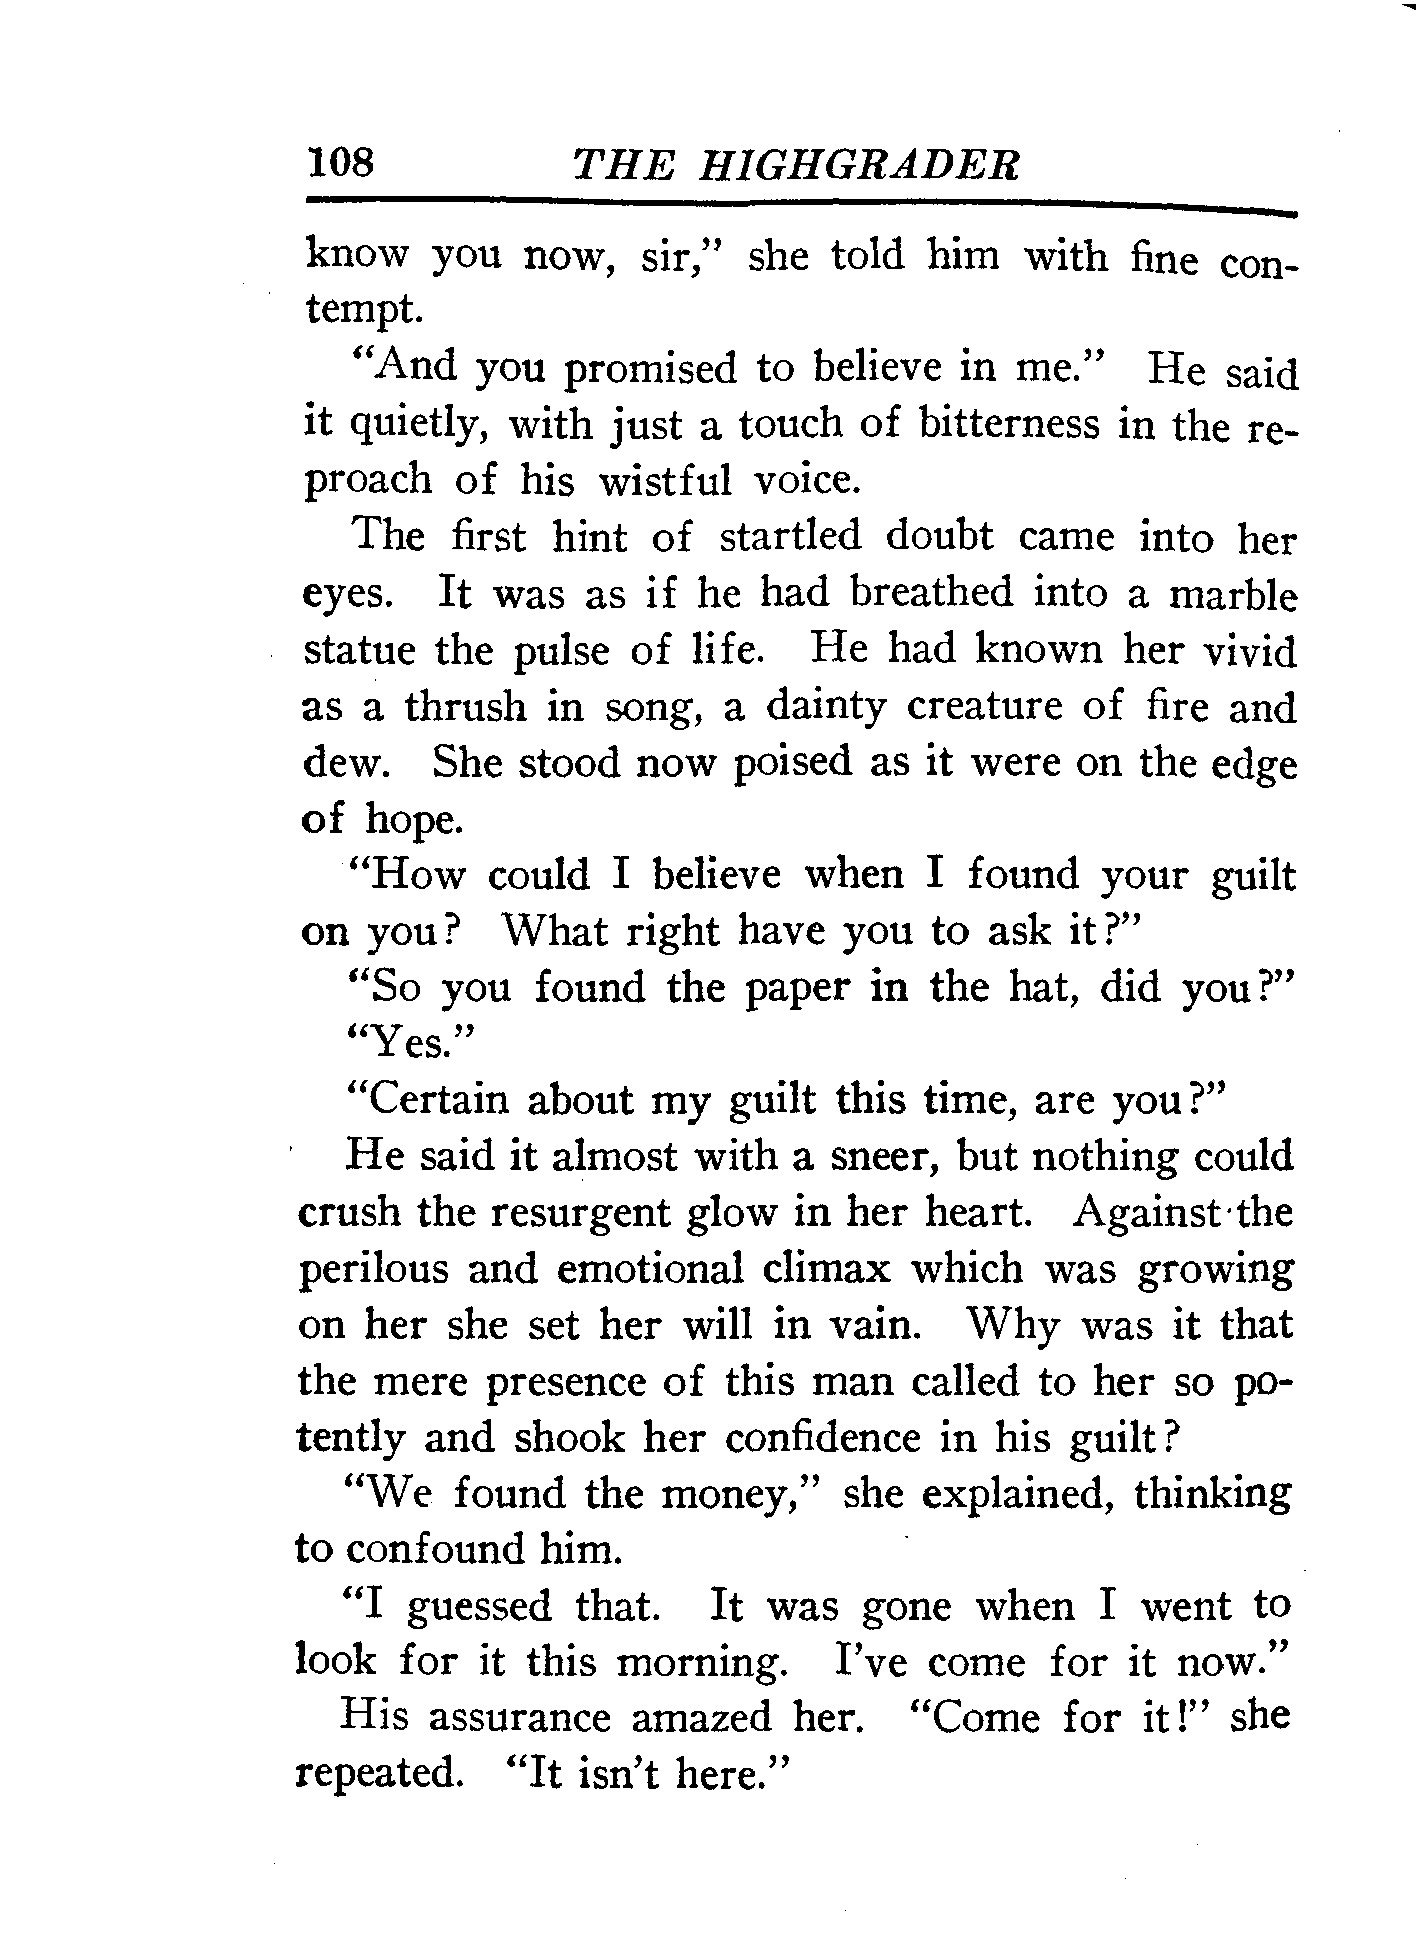 108 THE HIGHGRADER
know you now, sir,” she told him with fine con-
tempt.
“And you promised to believe in me.” He said
it quietly, with just a touch of bitterness in the re-
proach of his wistful voice.
The first hint of startled doubt came into her
eyes. It was as if he had breathed into a marble
statue the pulse of life. He had known her vivid
as a thrush in song, a dainty creature of fire and
dew. She stood now poised as it were on the edge
of hope.
“How could I believe when I found your guilt
on you? What right have you to ask it?”
“So you found the paper in the hat, did you?”
“Yes.”
“Certain about my guilt this time, are you?”
He said it almost with a sneer, but nothing could
crush the resurgent glow in her heart. Against the
perilous and emotional climax which was growing
on her she set her will in vain. Why was it that
the mere presence of this man called to her so po-
tently and shook her confidence in his guilt?
“We found the money,” she explained, thinking
to confound him.
“I guessed that. It was gone when I went to
look for it this morning. I've come for it now.”
His assurance amazed her. “Come for it!” she
repeated. “It isn't here.”